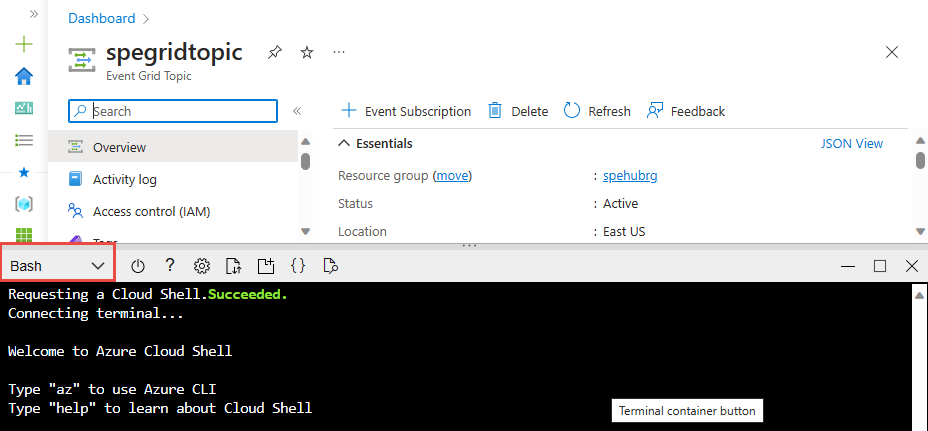 Dashboard
spegridtopic
Event Grid Topic
Search
Event Subscription Delete Refresh Feedback
Overview
Activity log
Access control (IAM)
Tags
Essentials JSON View
Resource group (move) : spehubrg
Status : Active
Location : East US
Bash
Requesting a Cloud Shell.Succeeded.
Connecting terminal...
Welcome to Azure Cloud Shell
Type "az" to use Azure CLI
Type "help" to learn about Cloud Shell
Terminal container button